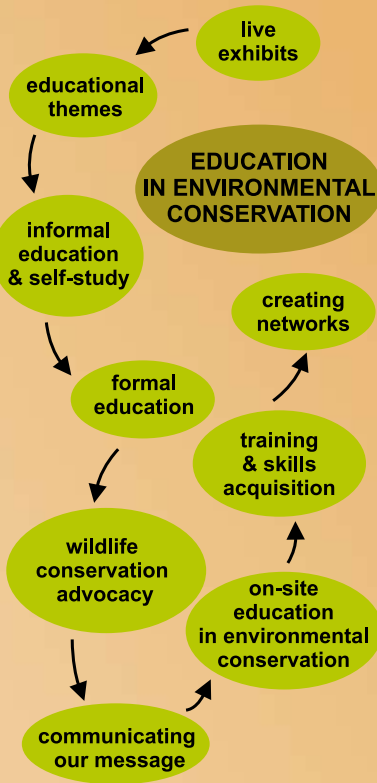 live
exhibits
educational
themes
EDUCATION
IN ENVIRONMENTAL
CONSERVATION
informal
education
& self-study
formal
education
wildlife
conservation
advocacy
communicating
our message
on-site
education
in environmental
conservation
training
& skills
acquisition
creating
networks